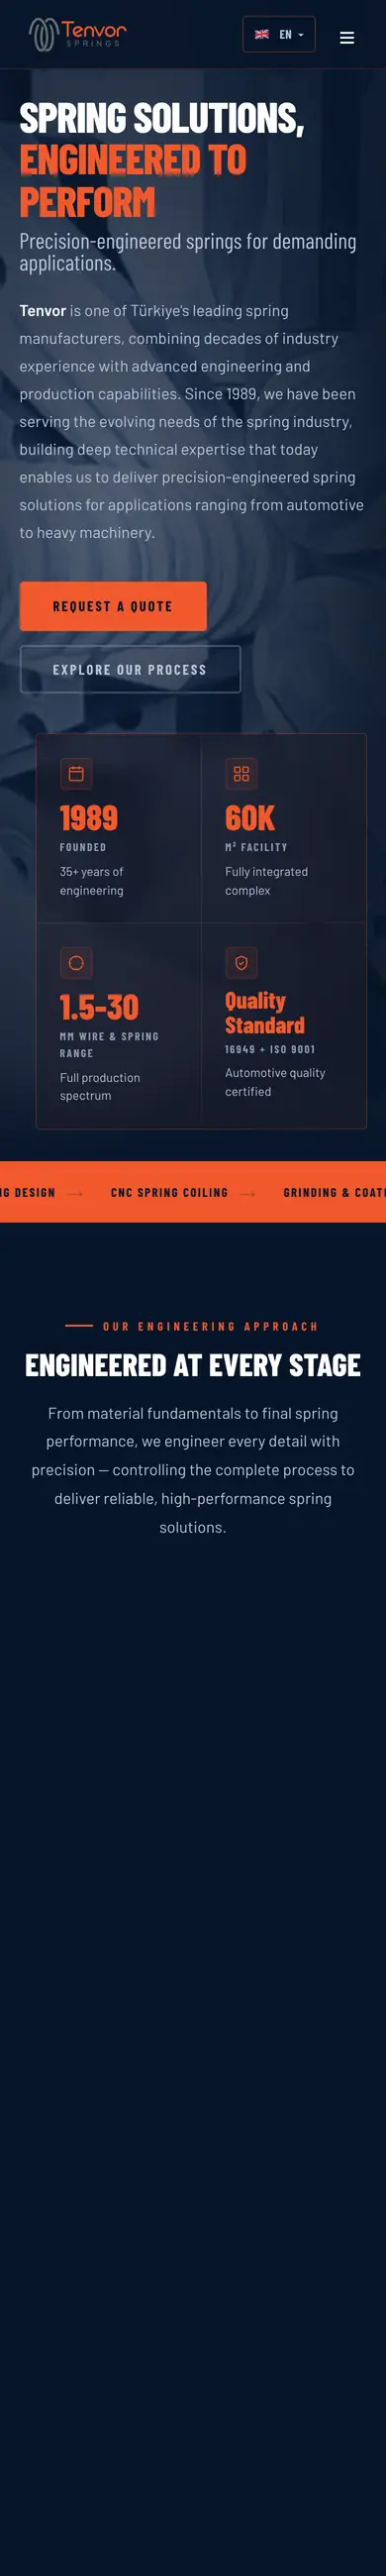 Tenvor
SPRINGS
EN
SPRING SOLUTIONS,
ENGINEERED TO
PERFORM
Precision-engineered springs for demanding
applications.
Tenvor is one of Türkiye's leading spring
manufacturers, combining decades of industry
experience with advanced engineering and
production capabilities. Since 1989, we have been
serving the evolving needs of the spring industry,
building deep technical expertise that today
enables us to deliver precision-engineered spring
solutions for applications ranging from automotive
to heavy machinery.
REQUEST A QUOTE
EXPLORE OUR PROCESS
1989
FOUNDED
35+ years of
engineering
60K
M² FACILITY
Fully integrated
complex
1.5-30
MM WIRE & SPRING
RANGE
Full production
spectrum
Quality
Standard
16949 + ISO 9001
Automotive quality
certified
NG DESIGN → CNC SPRING COILING → GRINDING & COATI
OUR ENGINEERING APPROACH
ENGINEERED AT EVERY STAGE
From material fundamentals to final spring
performance, we engineer every detail with
precision — controlling the complete process to
deliver reliable, high-performance spring
solutions.